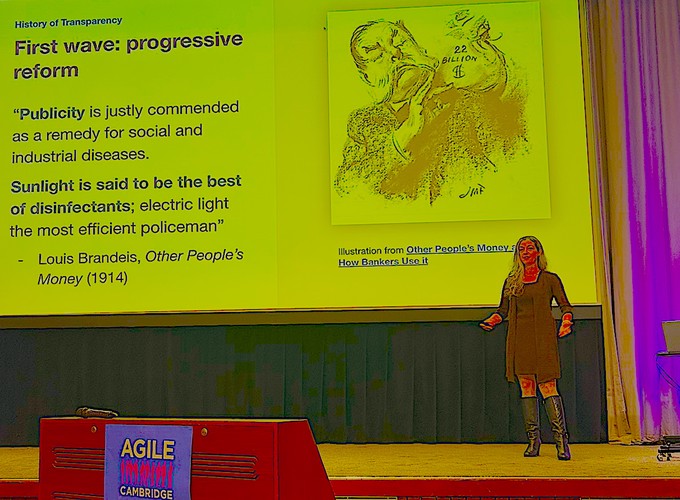 History of Transparency
First wave: progressive
reform
“Publicity is justly commended
as a remedy for social and
industrial diseases.
Sunlight is said to be the best
of disinfectants; electric light
the most efficient policeman”
- Louis Brandeis, Other People's
Money (1914)
22
BILLION
$
Illustration from Other People's Money
How Bankers Use it
AGILE
CAMBRIDGE